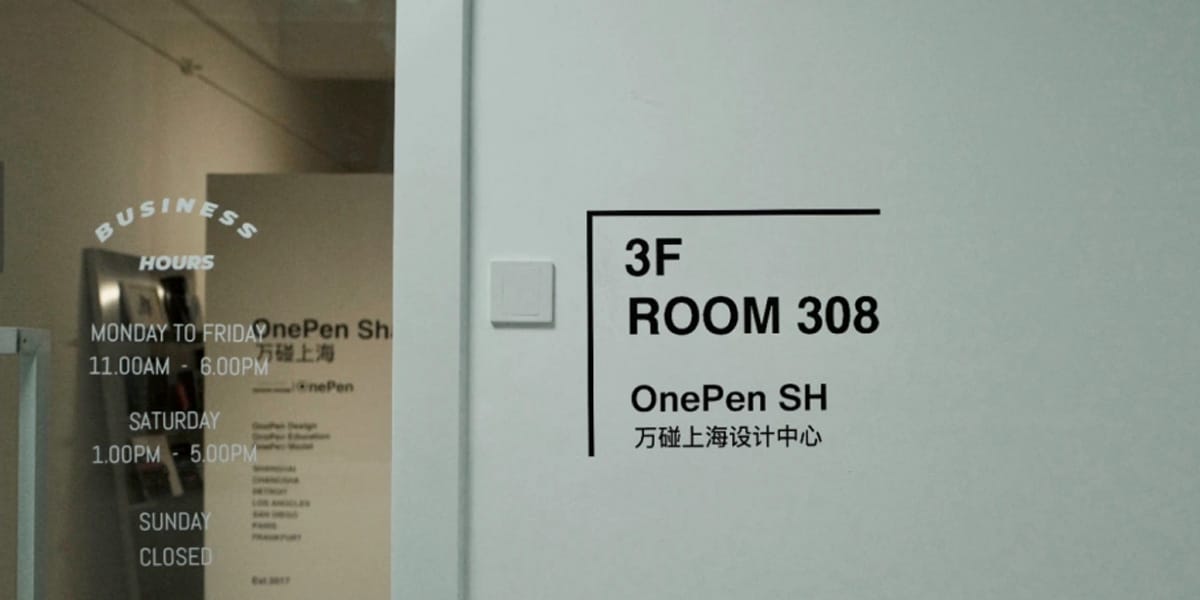 BUSINESS
HOURS
MONDAY TO FRIDAY
11.00AM - 6.00PM
SATURDAY
1.00PM - 5.00PM
SUNDAY
CLOSED
OnePen Sh
万碰上海
OnePen
OnePen Design
OnePen Education
OnePen Model
SHANGHAI
CHANGSHA
DETROIT
LOS ANGELES
SAN DIEGO
PARIS
FRANKFURT
Est.2017
3F
ROOM 308
OnePen SH
万碰上海设计中心